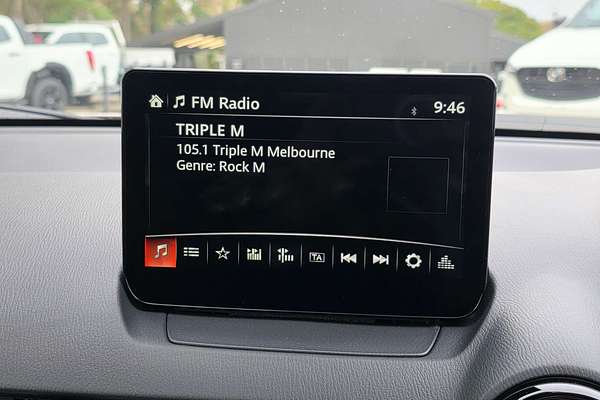 FM Radio 9:46
TRIPLE M
105.1 Triple M Melbourne
Genre: Rock M
TA